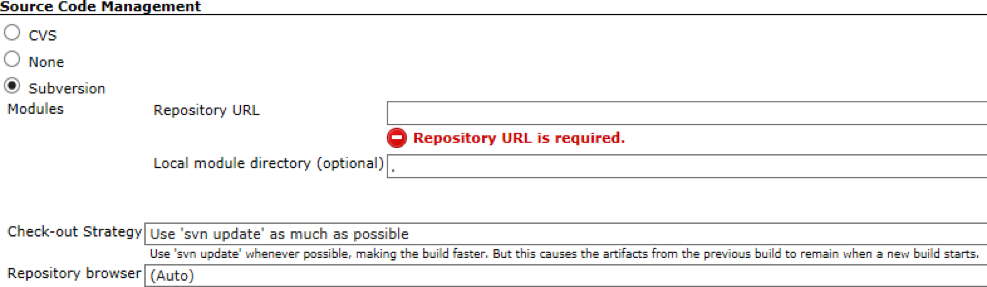 Source Code Management
CVS
None
Subversion
Modules Repository URL
Repository URL is required.
Local module directory (optional) .
Check-out Strategy Use 'svn update' as much as possible
Use 'svn update' whenever possible, making the build faster. But this causes the artifacts from the previous build to remain when a new build starts.
Repository browser (Auto)